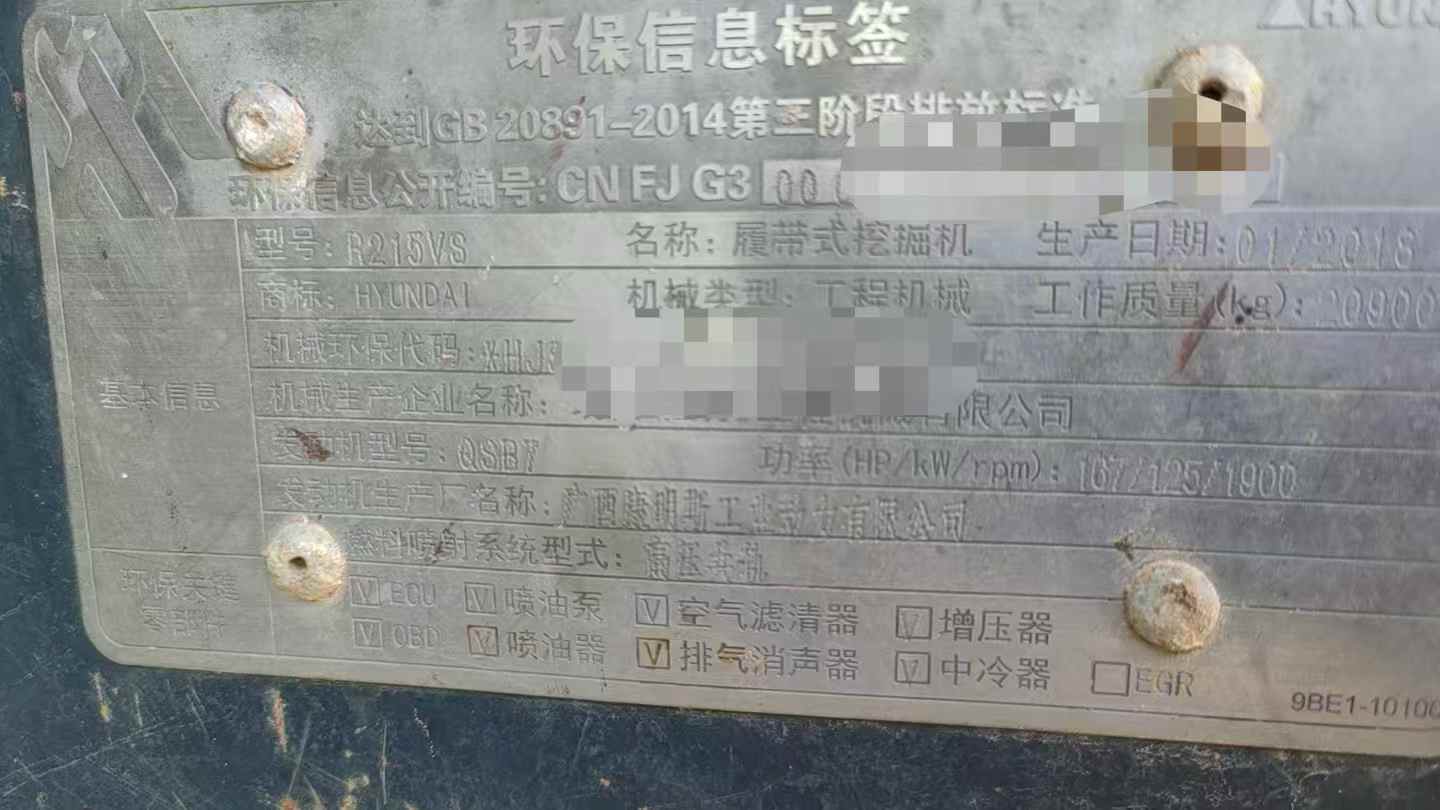 HYUN
环保信息标签
达到GB 20891-2014第三阶段排放标准
环保信息公开编号: CN FJ G3 00
型号: R215VS 名称: 履带式挖掘机 生产日期: 01/2018
商标: HYUNDAI 机械类型: 工程机械 工作质量(kg): 20900
机械环保代码:
基本信息
机械生产企业名称: 有限公司
发动机型号: QSB7 功率(HP/kW/rpm): 167/125/1900
发动机生产厂名称: 广西康明斯工业动力有限公司
燃料喷射系统型式: 高压共轨
环保关键零部件
V ECU V 喷油泵 V 空气滤清器 V 增压器
V OBD V 喷油器 V 排气消声器 V 中冷器 EGR
9BE1-10100